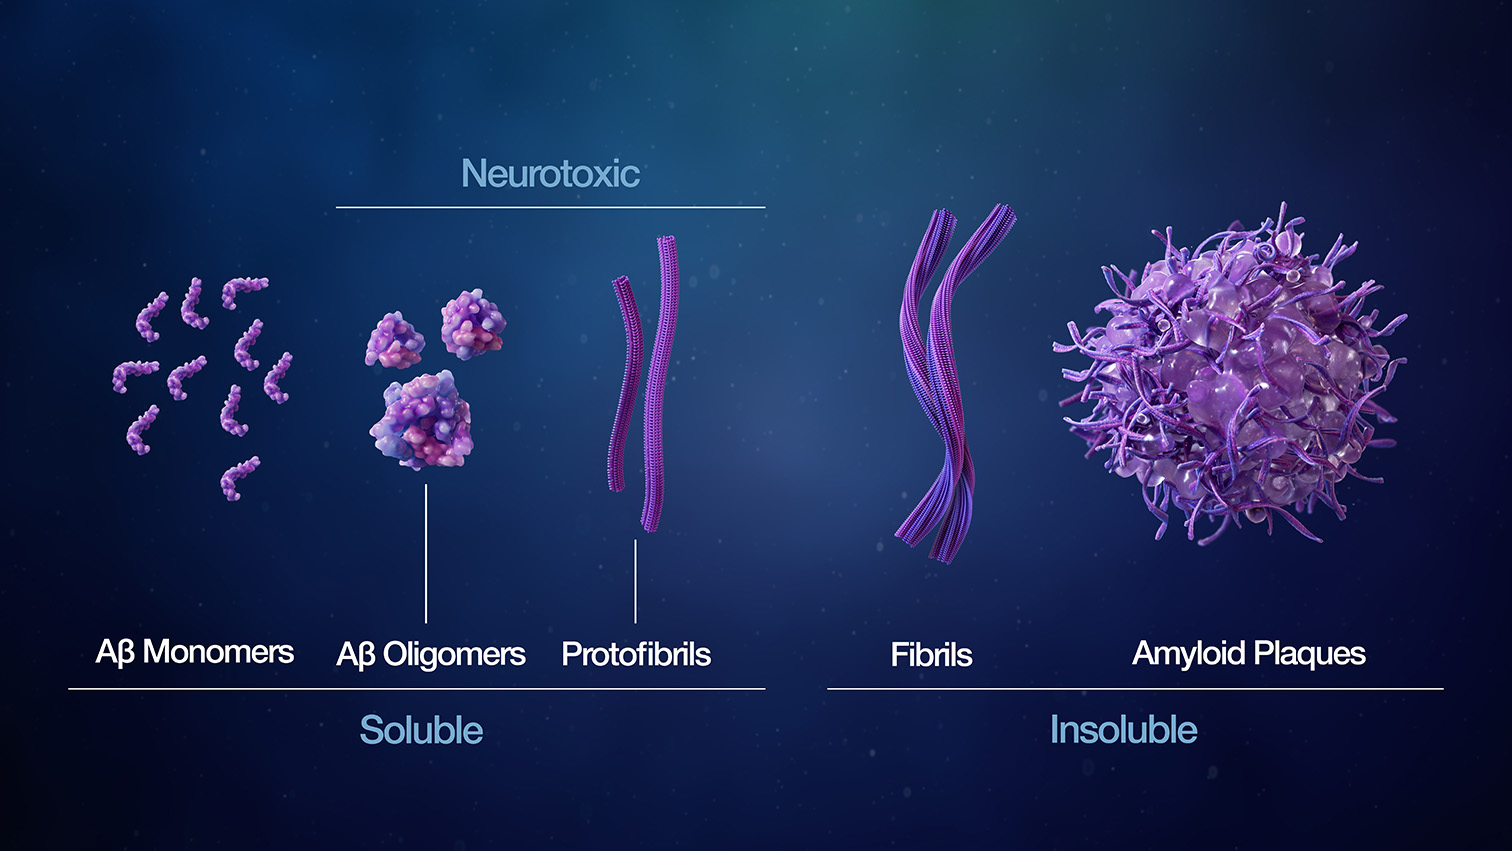 Neurotoxic
Aβ Monomers
Aβ Oligomers
Protofibrils
Fibrils
Amyloid Plaques
Soluble
Insoluble